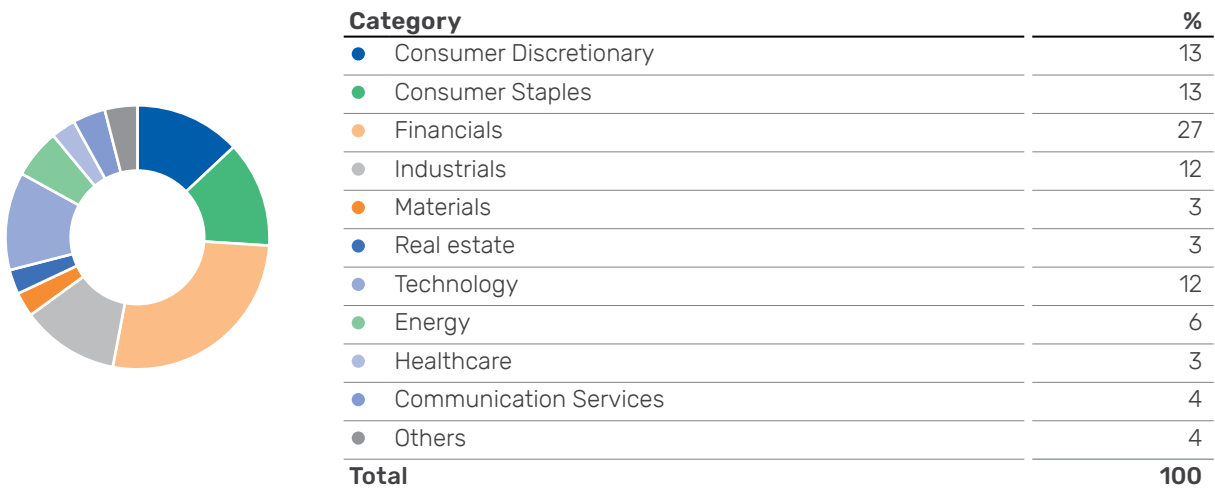 Category %
Consumer Discretionary 13
Consumer Staples 13
Financials 27
Industrials 12
Materials 3
Real estate 3
Technology 12
Energy 6
Healthcare 3
Communication Services 4
Others 4
Total 100